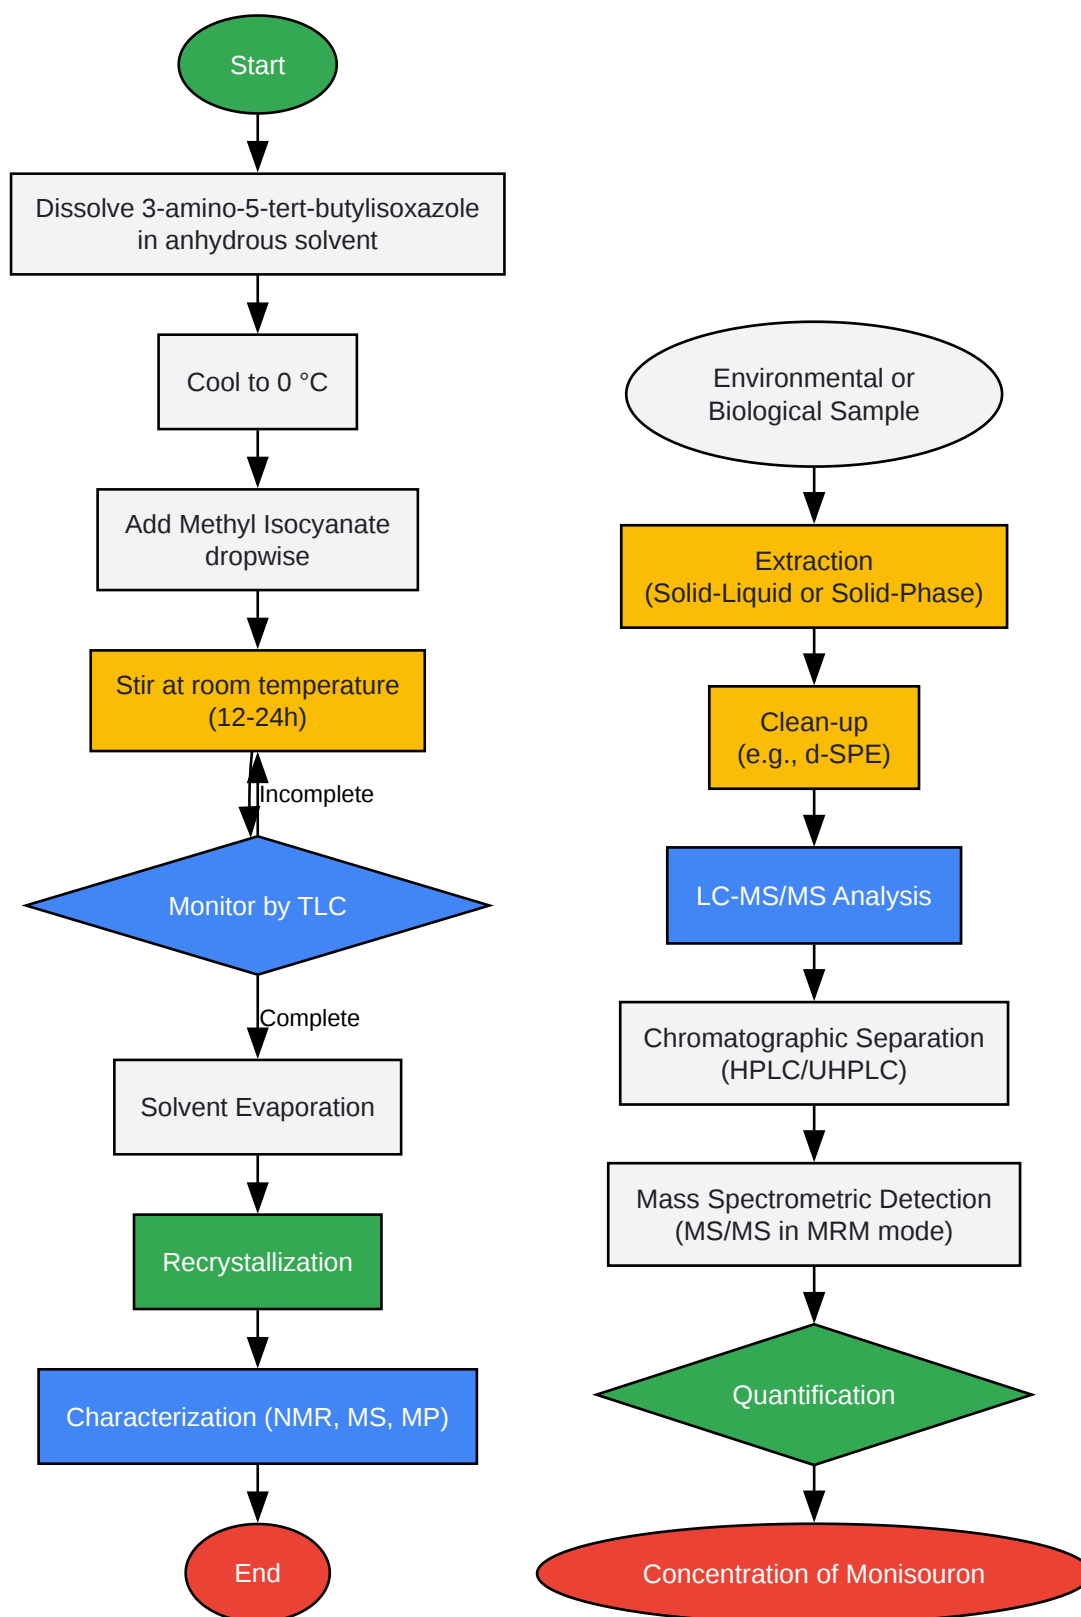 Start
Dissolve 3-amino-5-tert-butylisoxazole
in anhydrous solvent
Cool to 0 °C
Add Methyl Isocyanate
dropwise
Stir at room temperature
(12-24h)
Incomplete
Monitor by TLC
Complete
Solvent Evaporation
Recrystallization
Characterization (NMR, MS, MP)
End
Environmental or
Biological Sample
Extraction
(Solid-Liquid or Solid-Phase)
Clean-up
(e.g., d-SPE)
LC-MS/MS Analysis
Chromatographic Separation
(HPLC/UHPLC)
Mass Spectrometric Detection
(MS/MS in MRM mode)
Quantification
Concentration of Monisouron